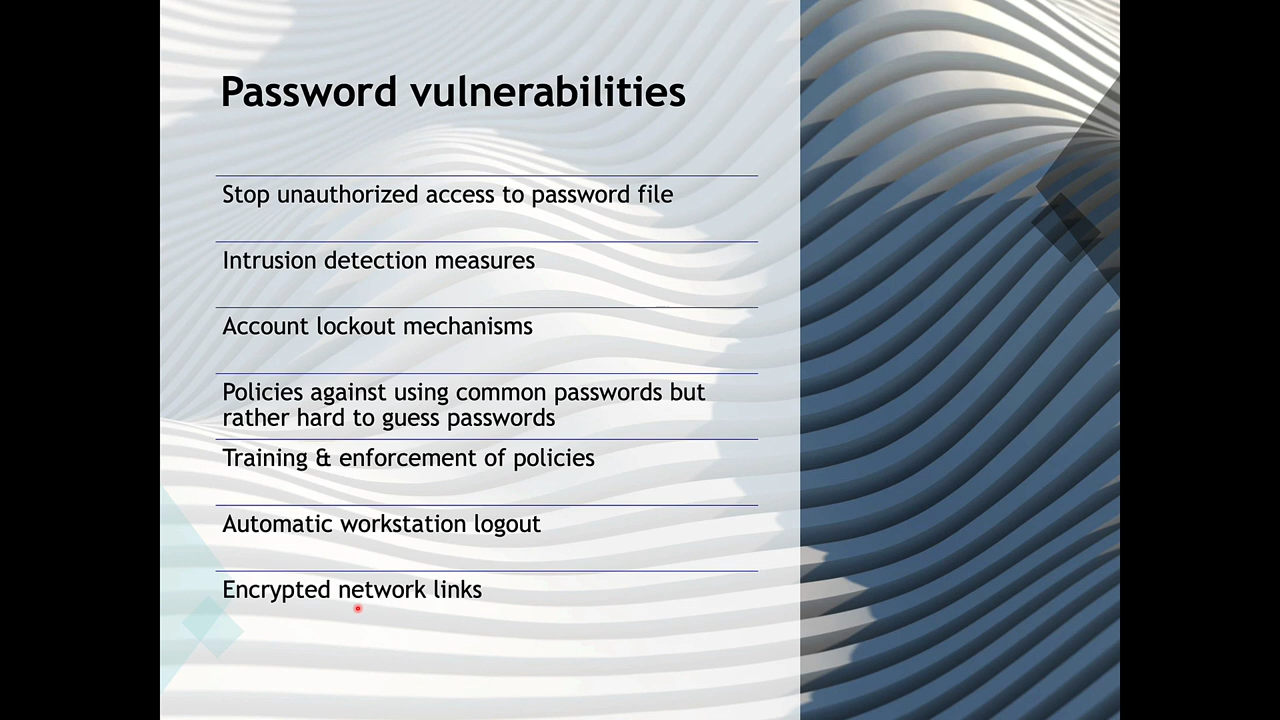 Password vulnerabilities
Stop unauthorized access to password file
Intrusion detection measures
Account lockout mechanisms
Policies against using common passwords but
rather hard to guess passwords
Training & enforcement of policies
Automatic workstation logout
Encrypted network links